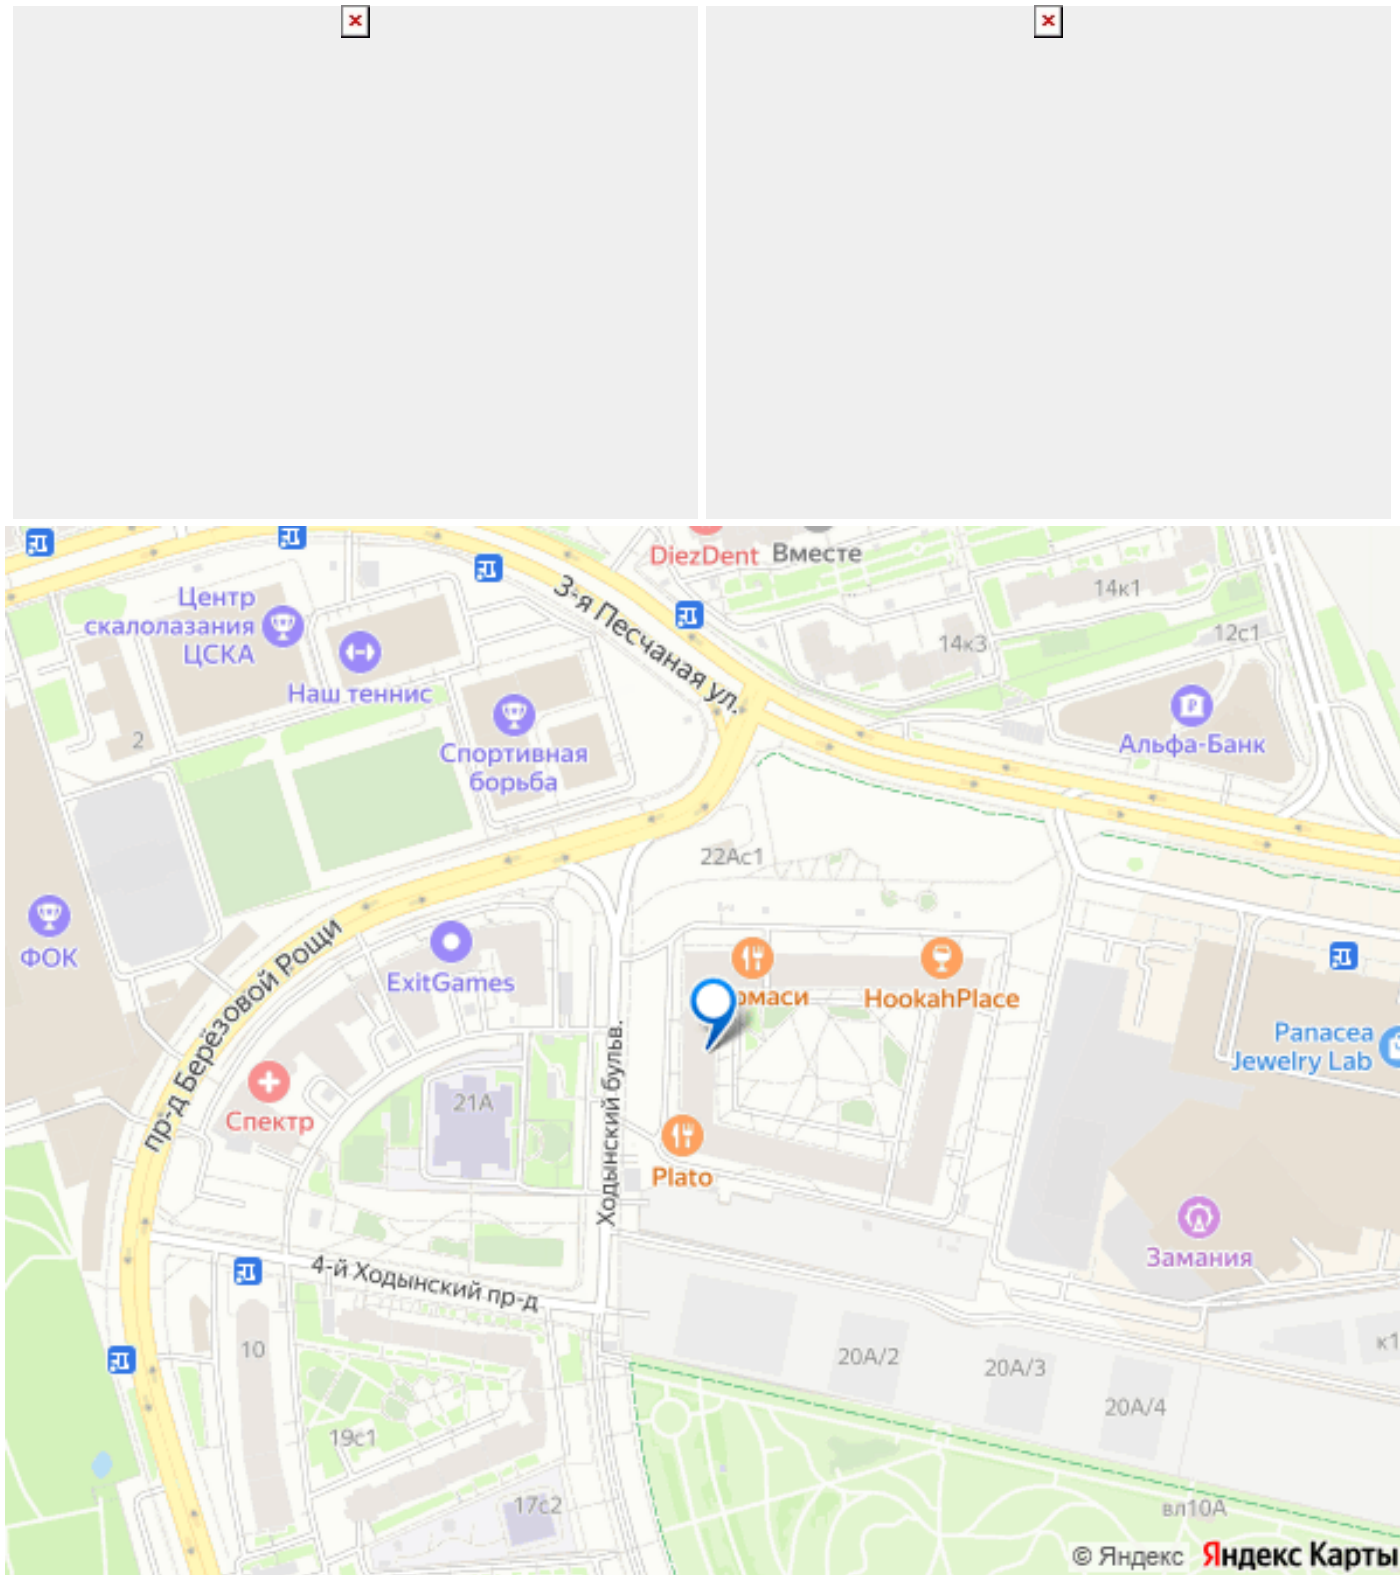 DiezDent
Вместе
14к1
Центр
скалолазания
ЦСКА
3-я Песчаная ул.
14к3
12с1
Наш теннис
2
Спортивная
борьба
Альфа-Банк
22Ас1
ФОК
пр-д Берёзовой Рощи
ExitGames
HookahPlace
Ходынский бульв.
Panacea
Jewelry Lab
21А
Спектр
Plato
Замания
4-й Ходынский пр-д
10
20А/2
20А/3
20А/4
к1
19с1
17с2
вл10А
© Яндекс Яндекс Карты